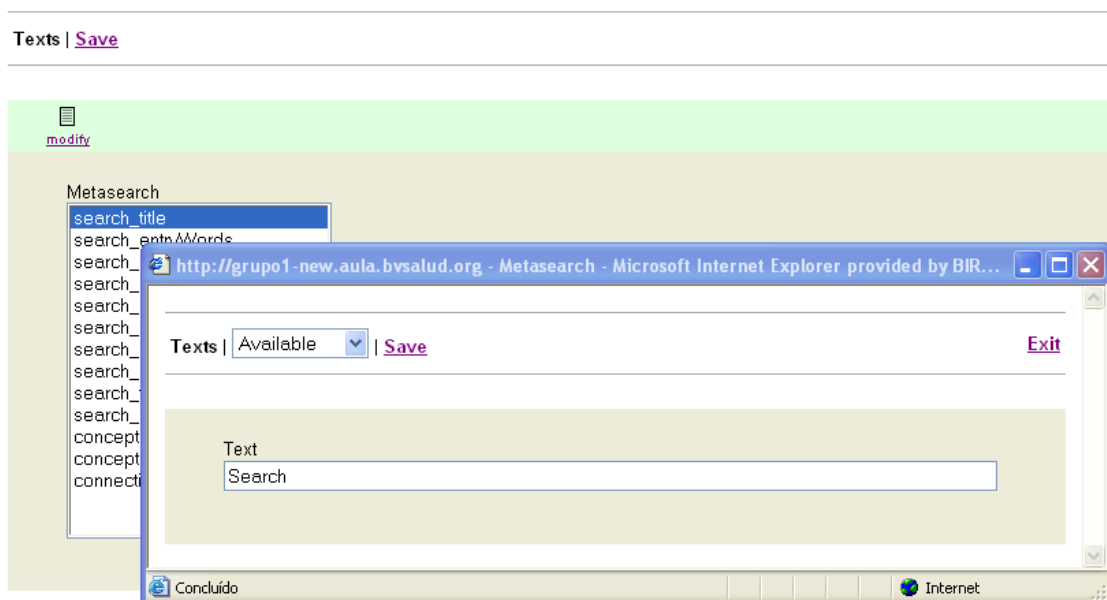 Texts | Save
modify
Metasearch
search_title
search_entryWords
search_
search_
search_
search_
search_
search_
search_
search_
concept
concept
connecti
http://grupo1-new.aula.bvsalud.org - Metasearch - Microsoft Internet Explorer provided by BIR...
Texts | Available | Save Exit
Text
Search
Concluído Internet